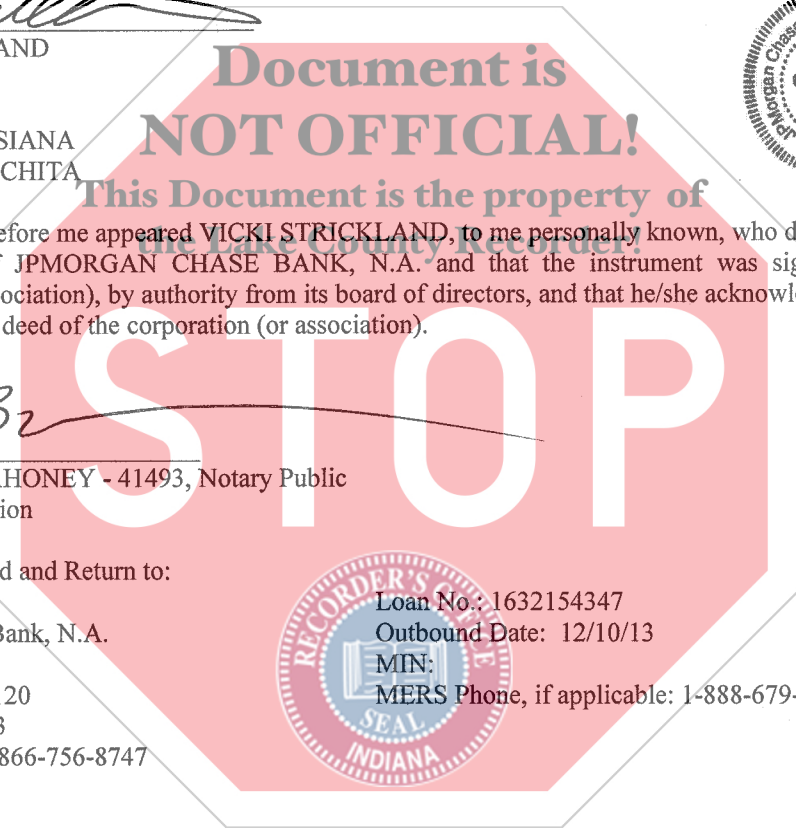 AND
JPMorgan Chase
Document is
NOT OFFICIAL!
SIANA
CHITA
This Document is the property of
the Lake County Recorder!
efore me appeared VICKI STRICKLAND, to me personally known, who d
f JPMORGAN CHASE BANK, N.A. and that the instrument was sig
ociation), by authority from its board of directors, and that he/she acknowl
deed of the corporation (or association).
STOP
AHONEY - 41493, Notary Public
ion
d and Return to:
Bank, N.A.
120
3
866-756-8747
Loan No.: 1632154347
Outbound Date: 12/10/13
MIN:
MERS Phone, if applicable: 1-888-679-
RECORDER'S OFFICE
SEAL
INDIANA